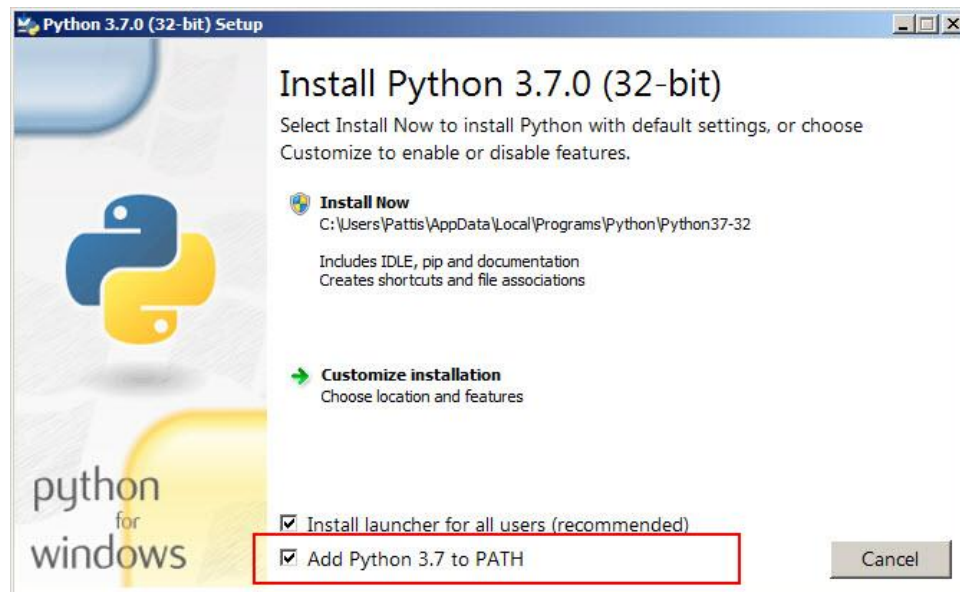 Python 3.7.0 (32-bit) Setup
Install Python 3.7.0 (32-bit)
Select Install Now to install Python with default settings, or choose
Customize to enable or disable features.
Install Now
C:\Users\Pattis\AppData\Local\Programs\Python\Python37-32
Includes IDLE, pip and documentation
Creates shortcuts and file associations
Customize installation
Choose location and features
python
for
windows
Install launcher for all users (recommended)
Add Python 3.7 to PATH
Cancel